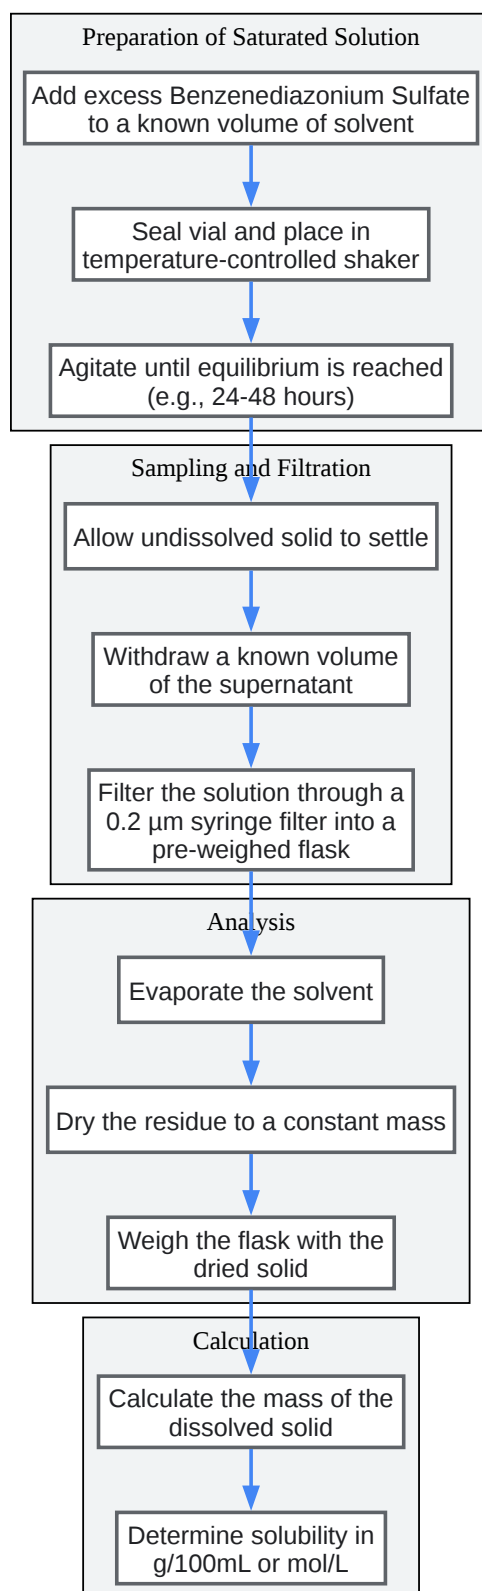 Preparation of Saturated Solution
Add excess Benzenediazonium Sulfate
to a known volume of solvent
Seal vial and place in
temperature-controlled shaker
Agitate until equilibrium is reached
(e.g., 24-48 hours)
Sampling and Filtration
Allow undissolved solid to settle
Withdraw a known volume
of the supernatant
Filter the solution through a
0.2 µm syringe filter into a
pre-weighed flask
Analysis
Evaporate the solvent
Dry the residue to a constant mass
Weigh the flask with the
dried solid
Calculation
Calculate the mass of the
dissolved solid
Determine solubility in
g/100mL or mol/L